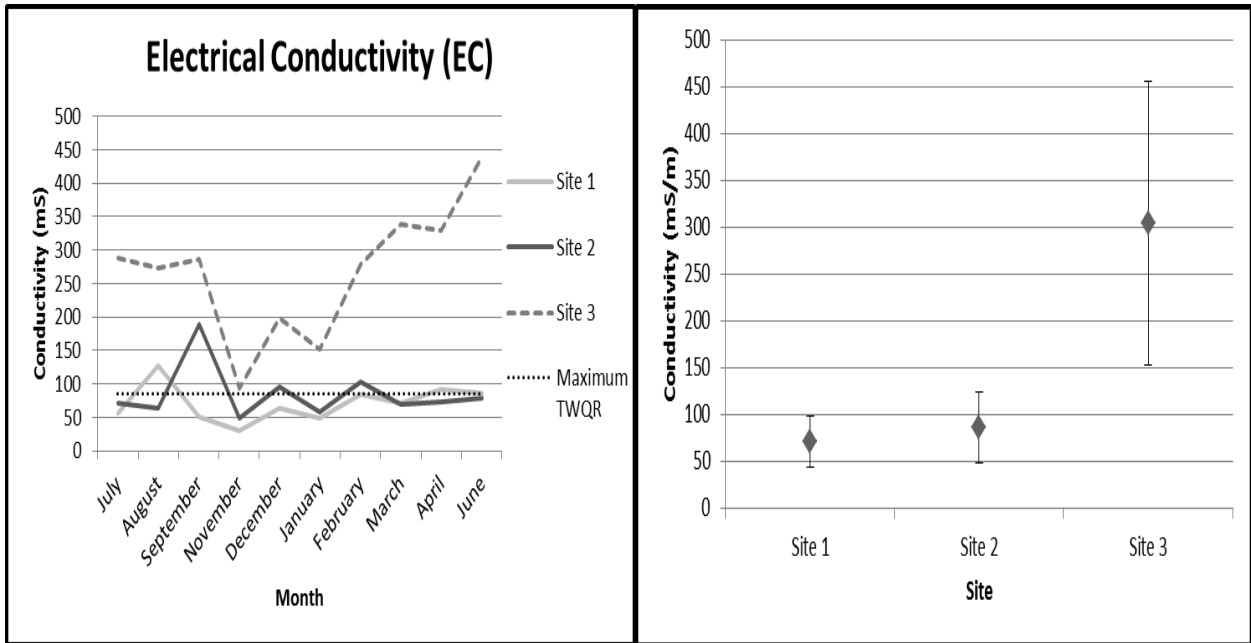 Electrical Conductivity (EC)
500
450
400
350
300
250
200
150
100
50
0
Conductivity (mS)
July
August
September
November
December
January
February
March
April
June
Month
Site 1
Site 2
Site 3
Maximum
TWQR
500
450
400
350
300
250
200
150
100
50
0
Conductivity (mS/m)
Site 1
Site 2
Site 3
Site